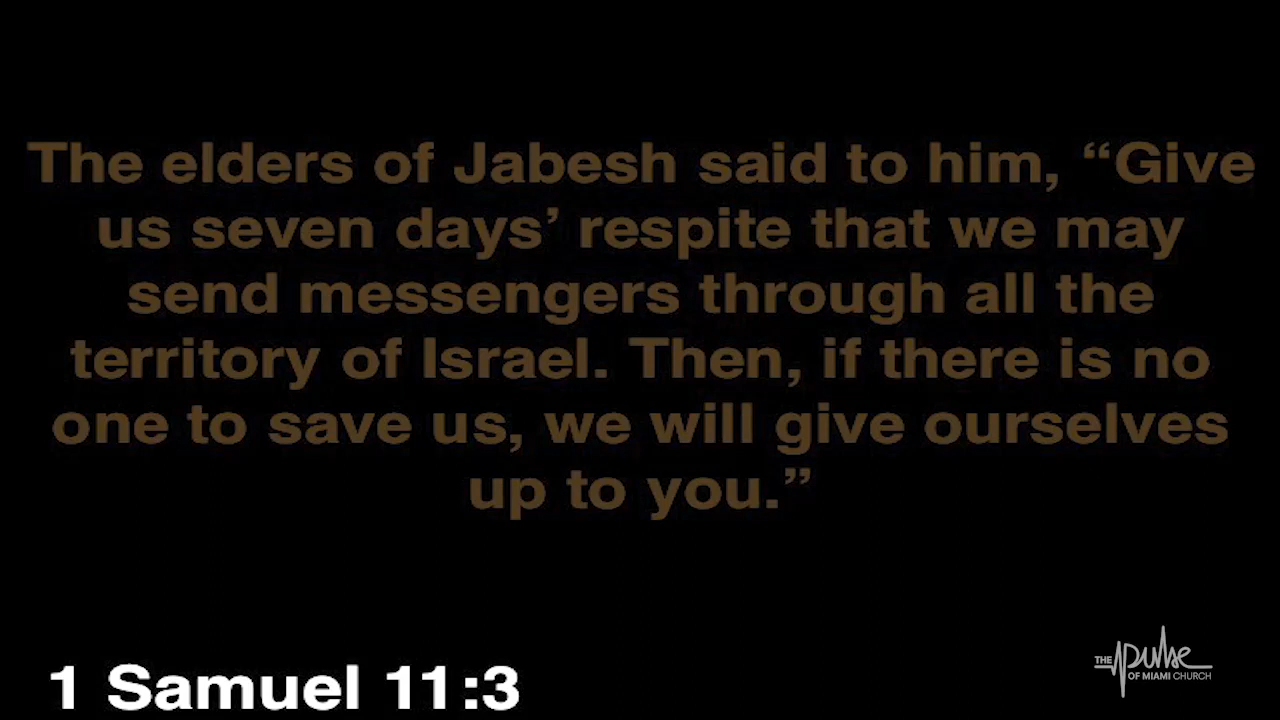 The elders of Jabesh said to him, “Give
us seven days’ respite that we may
send messengers through all the
territory of Israel. Then, if there is no
one to save us, we will give ourselves
up to you.”
1 Samuel 11:3
THE pulse
OF MIAMI CHURCH